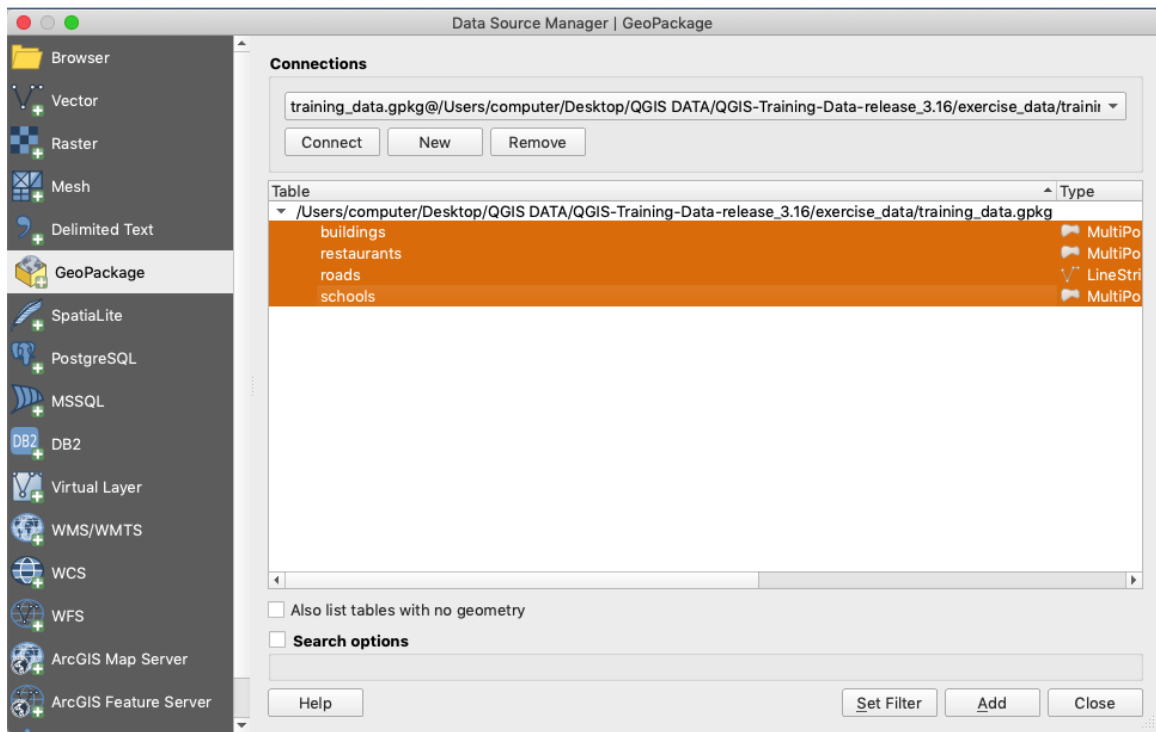 Data Source Manager | GeoPackage
Browser
Vector
Raster
Mesh
Delimited Text
GeoPackage
SpatiaLite
PostgreSQL
MSSQL
DB2
DB2
Virtual Layer
WMS/WMTS
WCS
WFS
ArcGIS Map Server
ArcGIS Feature Server
Connections
training_data.gpkg@/Users/computer/Desktop/QGIS DATA/QGIS-Training-Data-release_3.16/exercise_data/trainir
Connect New Remove
Table Type
/Users/computer/Desktop/QGIS DATA/QGIS-Training-Data-release_3.16/exercise_data/training_data.gpkg
buildings MultiPo
restaurants MultiPo
roads LineStri
schools MultiPo
Also list tables with no geometry
Search options
Help Set Filter Add Close